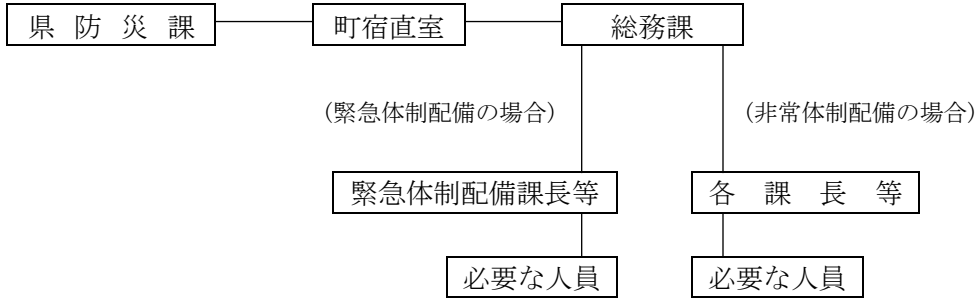 県防災課
町宿直室
総務課
(緊急体制配備の場合)
(非常体制配備の場合)
緊急体制配備課長等
各課長等
必要な人員
必要な人員